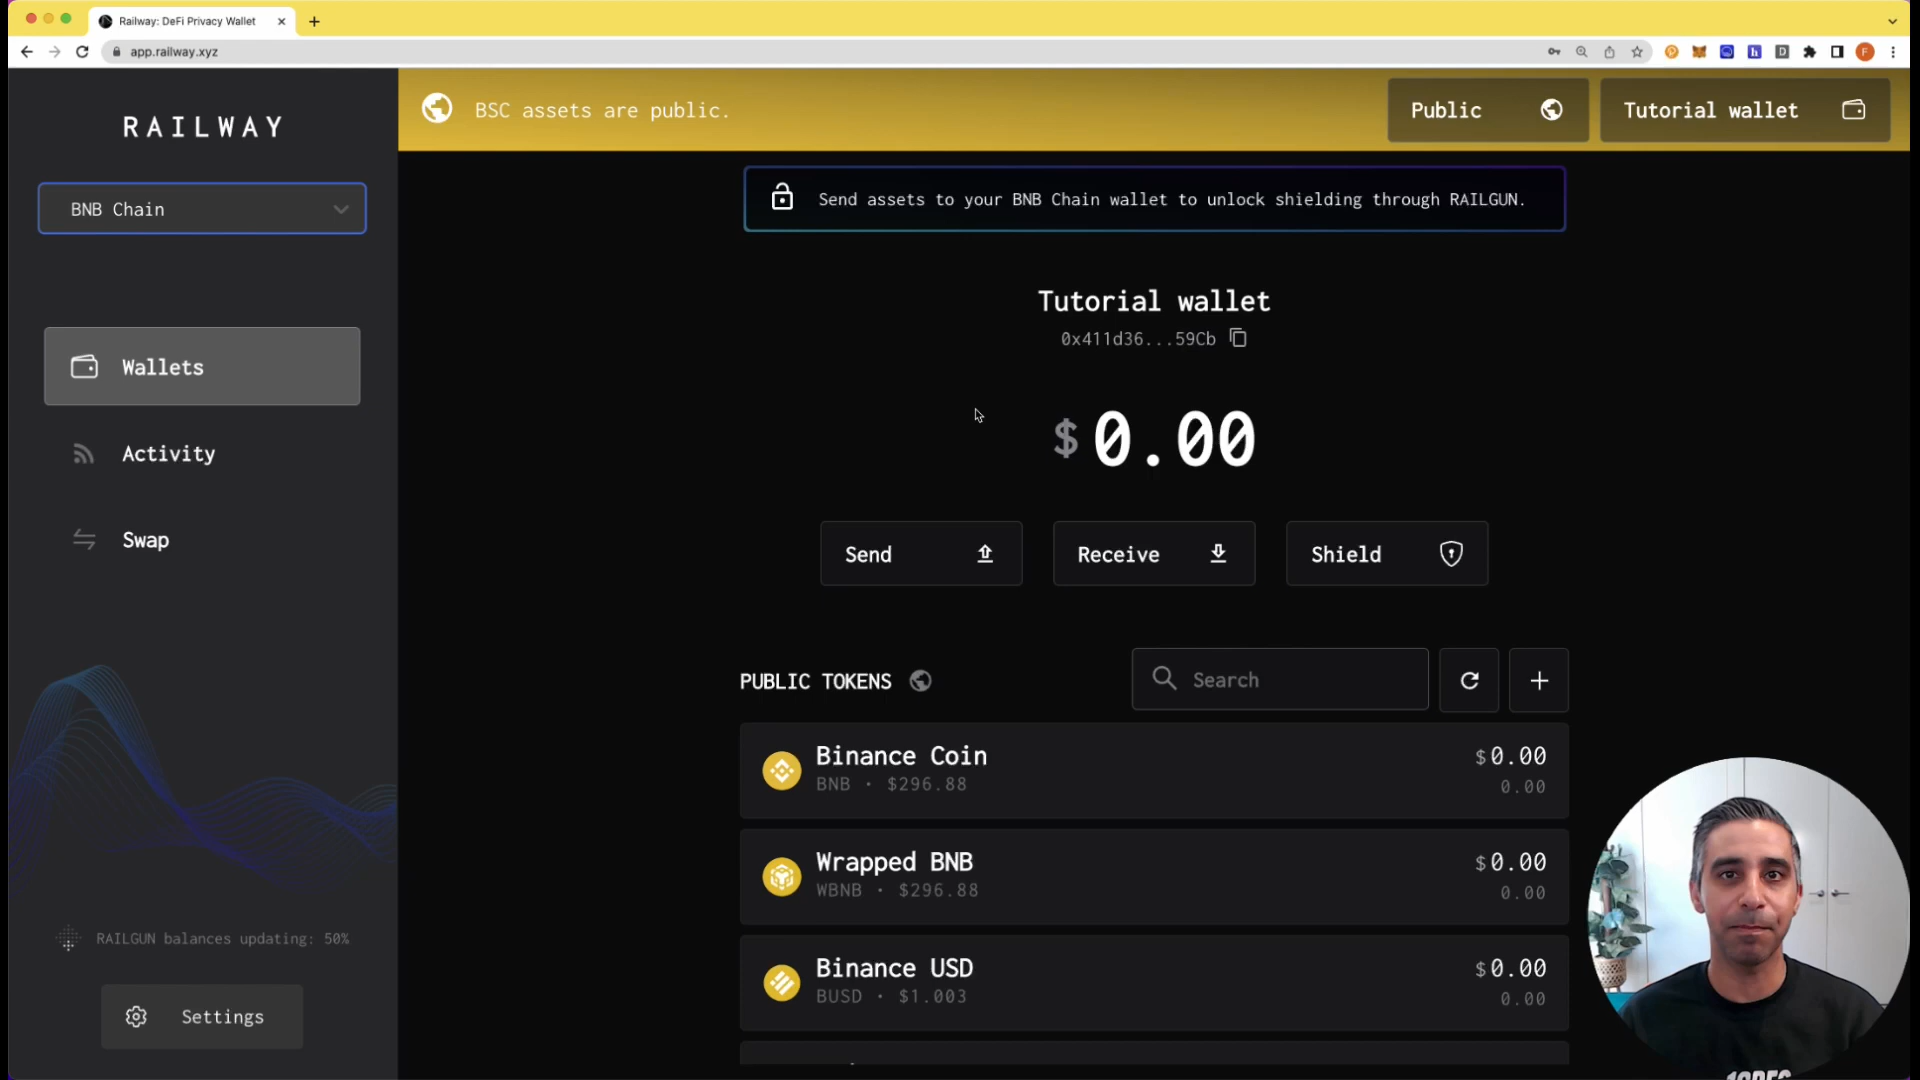 Railway: DeFi Privacy Wallet
app.railway.xyz
RAILWAY
BNB Chain
Wallets
Activity
Swap
RAILGUN balances updating: 50%
Settings
BSC assets are public.
Public
Tutorial wallet
Send assets to your BNB Chain wallet to unlock shielding through RAILGUN.
Tutorial wallet
0x411d36...59Cb
$0.00
Send
Receive
Shield
PUBLIC TOKENS
Search
Binance Coin
$0.00
BNB • $296.88
0.00
Wrapped BNB
$0.00
WBNB • $296.88
0.00
Binance USD
$0.00
BUSD • $1.003
0.00